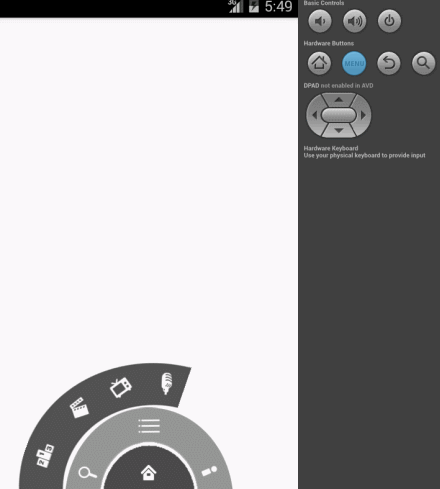 3G 5:49
Basic Controls
Hardware Buttons
MENU
DPAD not enabled in AVD
Hardware Keyboard
Use your physical keyboard to provide input